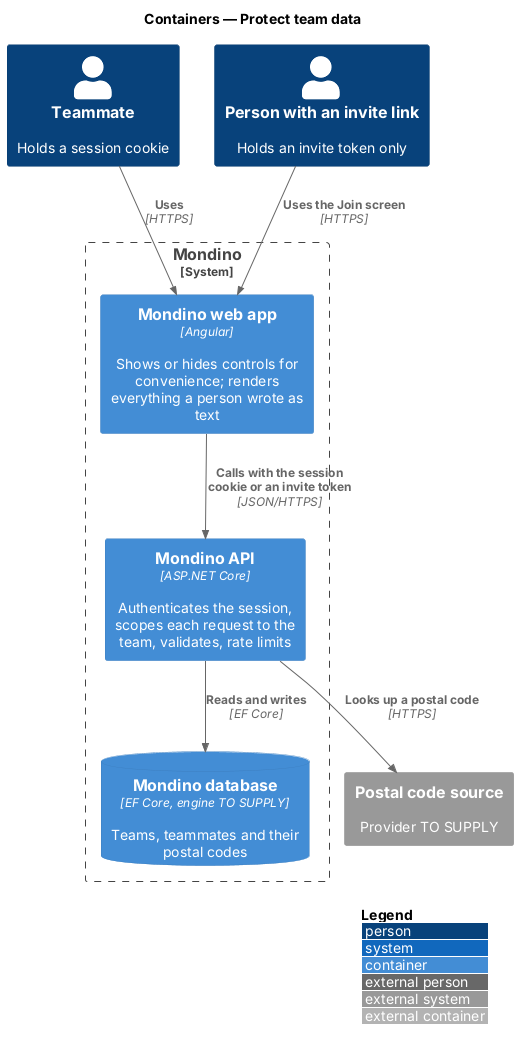 Containers — Protect team data
Teammate
Holds a session cookie
Person with an invite link
Holds an invite token only
Uses
[HTTPS]
Uses the Join screen
[HTTPS]
Mondino
[System]
Mondino web app
[Angular]
Shows or hides controls for
convenience; renders
everything a person wrote as
text
Calls with the session
cookie or an invite token
[JSON/HTTPS]
Mondino API
[ASP.NET Core]
Authenticates the session,
scopes each request to the
team, validates, rate limits
Reads and writes
[EF Core]
Looks up a postal code
[HTTPS]
Mondino database
[EF Core, engine TO SUPPLY]
Teams, teammates and their
postal codes
Postal code source
Provider TO SUPPLY
Legend
person
system
container
external person
external system
external container